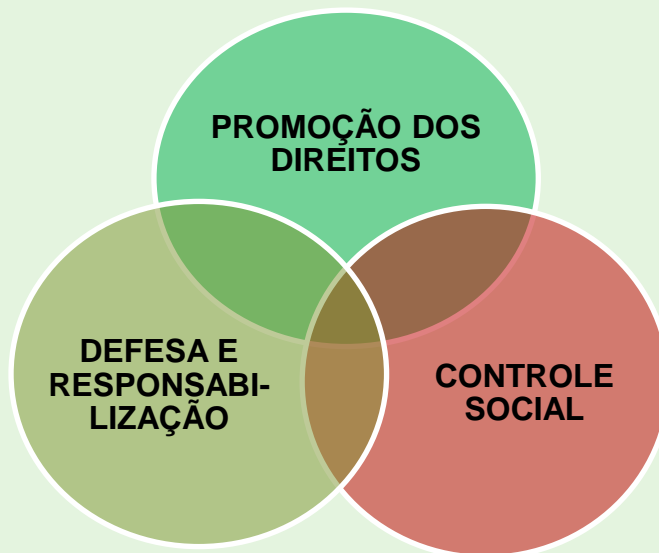 PROMOÇÃO DOS
DIREITOS
DEFESA E
RESPONSABI-
LIZAÇÃO
CONTROLE
SOCIAL